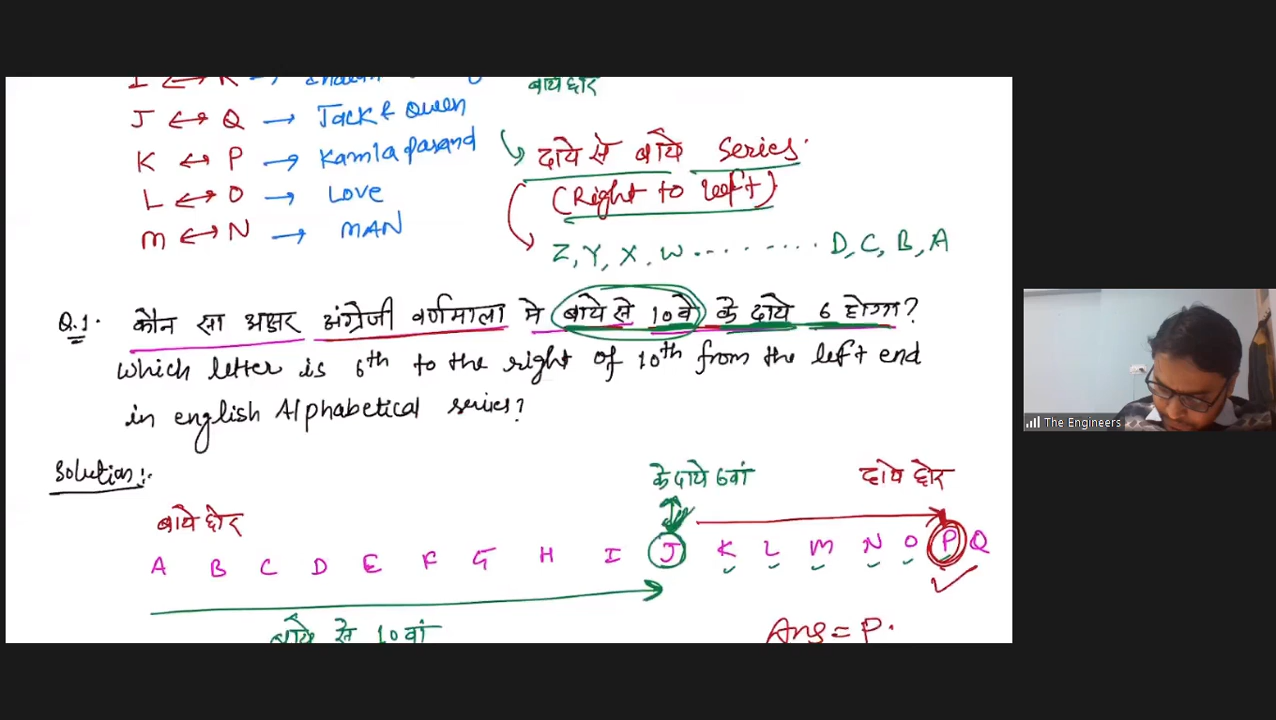 I ↔ R →
बायें छोर
J ↔ Q → Jack & Queen
K ↔ P → Kamla pasand
L ↔ O → Love
M ↔ N → MAN
दायें से बायें Series.
(Right to left)
Z, Y, X, W......... D, C, B, A
Q.1. कौन सा अक्षर अंग्रेजी वर्णमाला मे बायें से 10वे के दायें 6 होगा?
Which letter is 6th to the right of 10th from the left end
in english Alphabetical series?
Solution:-
के दायें 6वां
दायें छोर
बायें छोर
A B C D E F G H I J K L M N O P Q
बायें से 10वां
Ans = P.
The Engineers